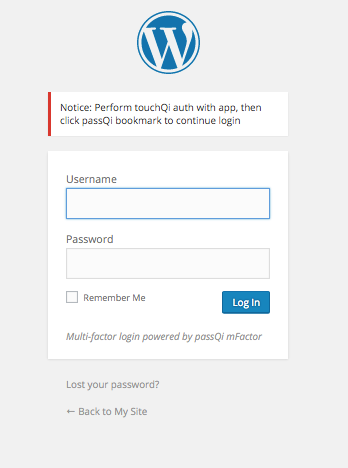 Notice: Perform touchQi auth with app, then
click passQi bookmark to continue login
Username
Password
Remember Me
Log In
Multi-factor login powered by passQi mFactor
Lost your password?
← Back to My Site